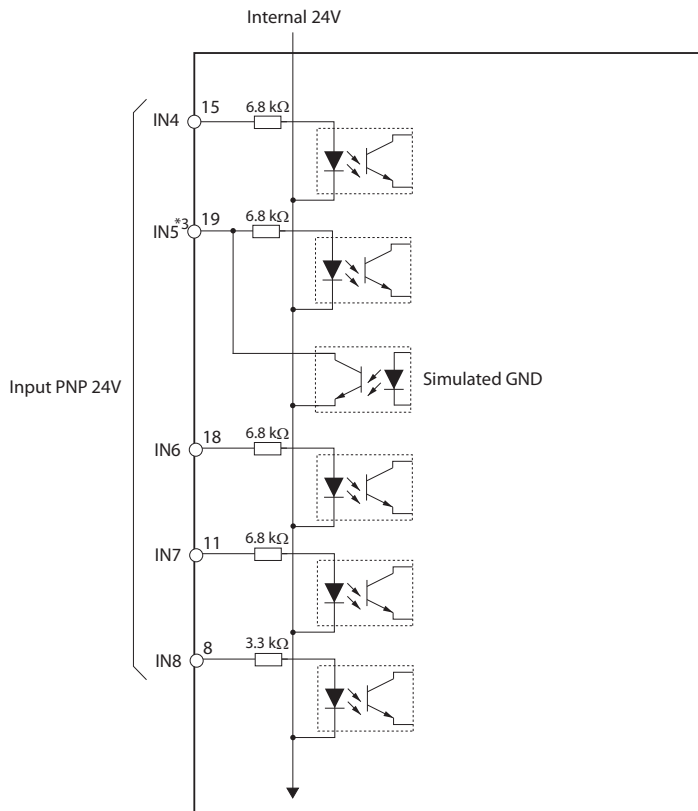 Internal 24V
15
6.8 kΩ
IN4
19
6.8 kΩ
IN5*3
Input PNP 24V
Simulated GND
18
6.8 kΩ
IN6
11
6.8 kΩ
IN7
8
3.3 kΩ
IN8